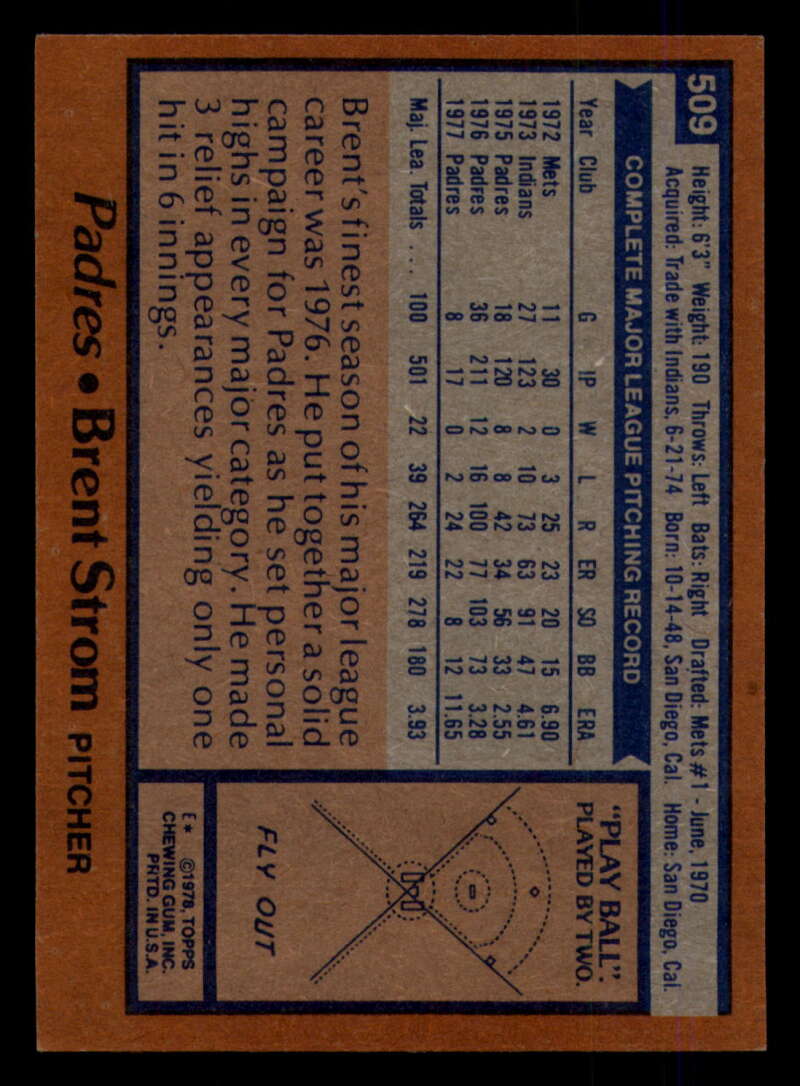 509
Height: 6'3" Weight: 190 Throws: Left Bats: Right Drafted: Mets #1 - June, 1970
Acquired: Trade with Indians, 6-21-74 Born: 10-14-48, San Diego, Cal. Home: San Diego, Cal.
COMPLETE MAJOR LEAGUE PITCHING RECORD
Year Club G IP W L R ER SO BB ERA
1972 Mets 11 30 0 3 25 23 20 15 6.90
1973 Indians 27 123 2 10 73 63 91 47 4.61
1975 Padres 18 120 8 8 42 34 56 33 2.55
1976 Padres 36 211 12 16 100 77 103 73 3.28
1977 Padres 8 17 0 2 24 22 8 12 11.65
Maj. Lea. Totals ... 100 501 22 39 264 219 278 180 3.93
Brent's finest season of his major league
career was 1976. He put together a solid
campaign for Padres as he set personal
highs in every major category. He made
3 relief appearances yielding only one
hit in 6 innings.
"PLAY BALL".
PLAYED BY TWO.
FLY OUT
E* ©1978, TOPPS
CHEWING GUM, INC.
PRTD. IN U.S.A.
Padres • Brent Strom PITCHER